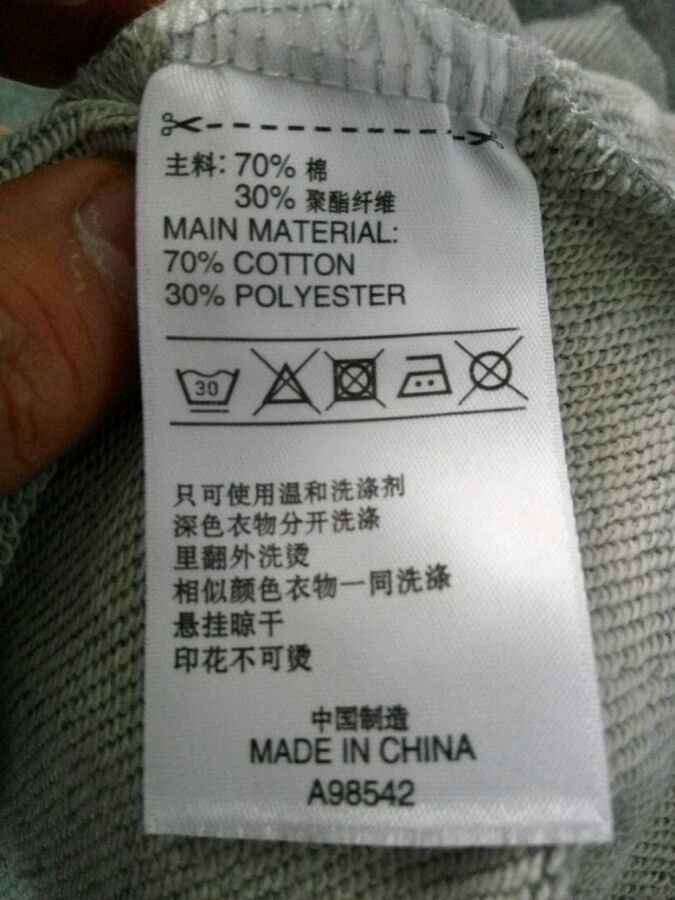 主料: 70% 棉
30% 聚酯纤维
MAIN MATERIAL:
70% COTTON
30% POLYESTER
30
只可使用温和洗涤剂
深色衣物分开洗涤
里翻外洗烫
相似颜色衣物一同洗涤
悬挂晾干
印花不可烫
中国制造
MADE IN CHINA
A98542